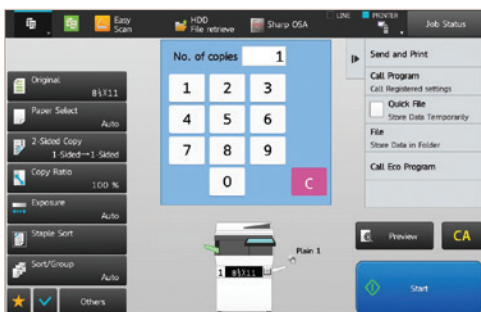 Easy
Scan
HDD
File retrieve
Sharp OSA
LINE
PRINTER
Job Status
No. of copies
1
1
2
3
4
5
6
7
8
9
0
C
Original
8½X11
Paper Select
Auto
2-Sided Copy
1-Sided→1-Sided
Copy Ratio
100 %
Exposure
Auto
Staple Sort
Sort/Group
Auto
Others
Plain 1
1 8½X11
Send and Print
Call Program
Call Registered settings
Quick File
Store Data Temporarily
File
Store Data in Folder
Call Eco Program
Preview
CA
Start